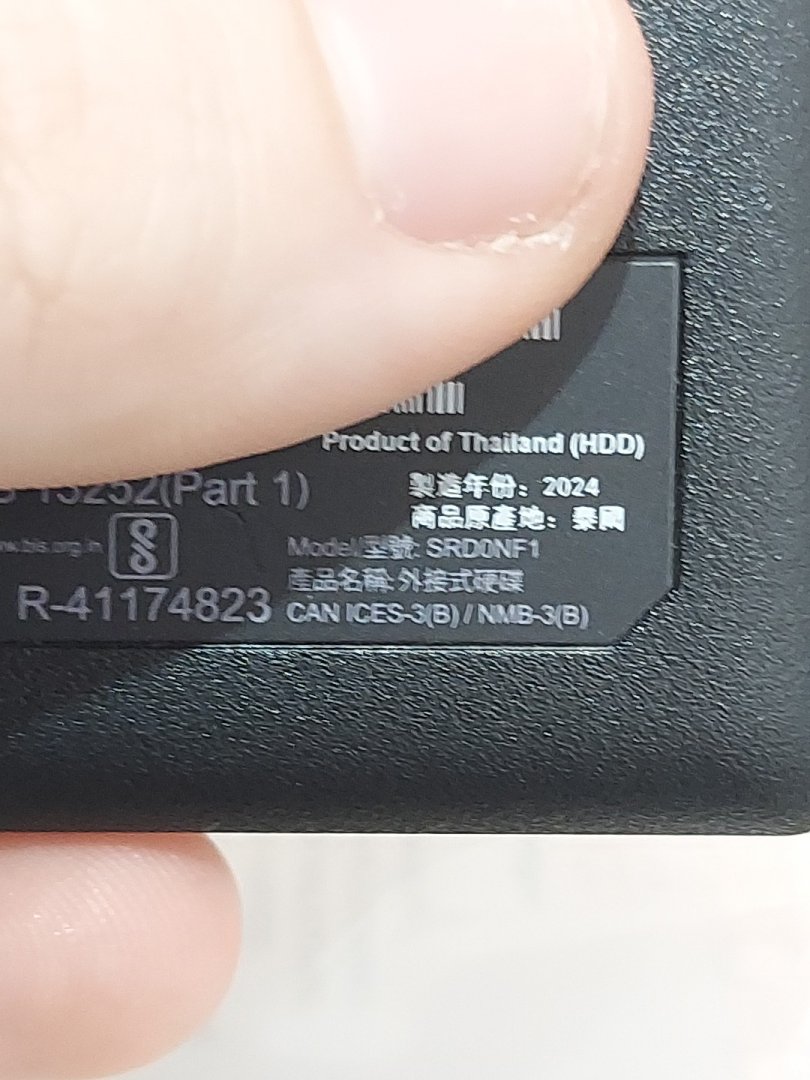 Product of Thailand (HDD)
13252(Part 1)
製造年份：2024
商品原產地：泰國
Model/型號: SRD0NF1
產品名稱: 外接式硬碟
R-41174823
CAN ICES-3(B) / NMB-3(B)